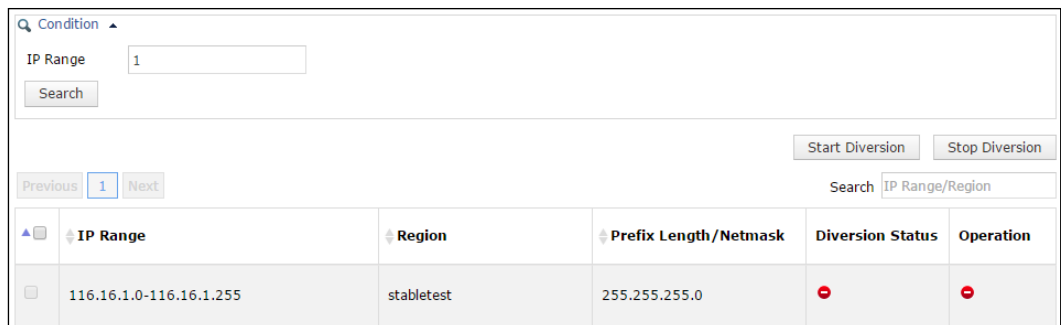 Condition
IP Range 1
Search
Start Diversion Stop Diversion
Previous 1 Next Search IP Range/Region
IP Range Region Prefix Length/Netmask Diversion Status Operation
116.16.1.0-116.16.1.255 stabletest 255.255.255.0